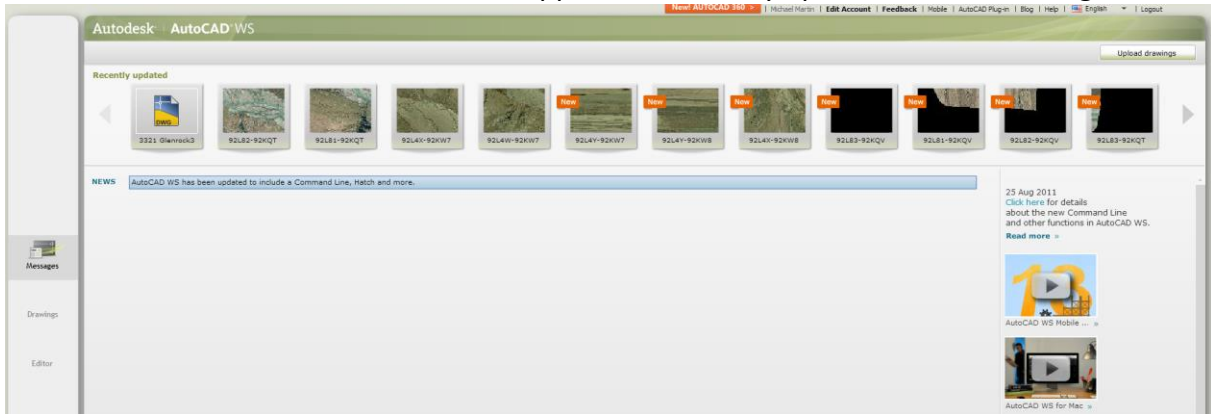 New! AUTOCAD 360 > | Michael Martin | Edit Account | Feedback | Mobile | AutoCAD Plug-in | Blog | Help | English | Logout
Autodesk AutoCAD WS
Upload drawings
Recently updated
New New New New New New New
DWG
3321 Glenrock3 92L82-92KQT 92L81-92KQT 92L4X-92KW7 92L4W-92KW7 92L4Y-92KW7 92L4Y-92KW8 92L4X-92KW8 92L83-92KQV 92L81-92KQV 92L82-92KQV 92L83-92KQT
NEWS AutoCAD WS has been updated to include a Command Line, Hatch and more.
25 Aug 2011
Click here for details
about the new Command Line
and other functions in AutoCAD WS.
Read more »
Messages
Drawings
Editor
AutoCAD WS Mobile ... »
AutoCAD WS for Mac »